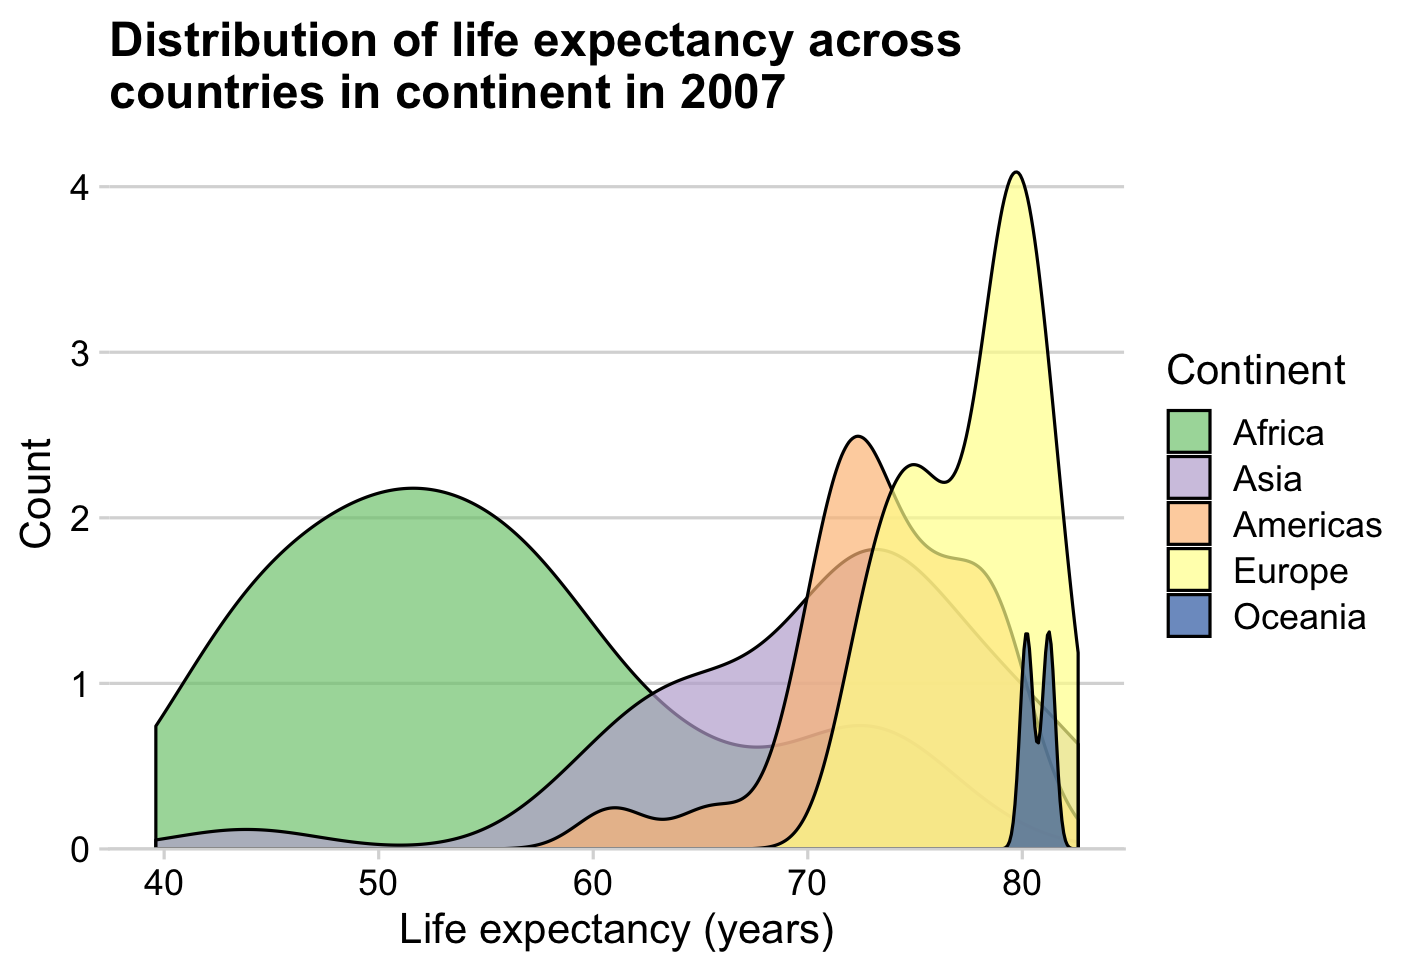 Distribution of life expectancy across
countries in continent in 2007
4
3
2
1
0
Count
40 50 60 70 80
Life expectancy (years)
Continent
Africa
Asia
Americas
Europe
Oceania